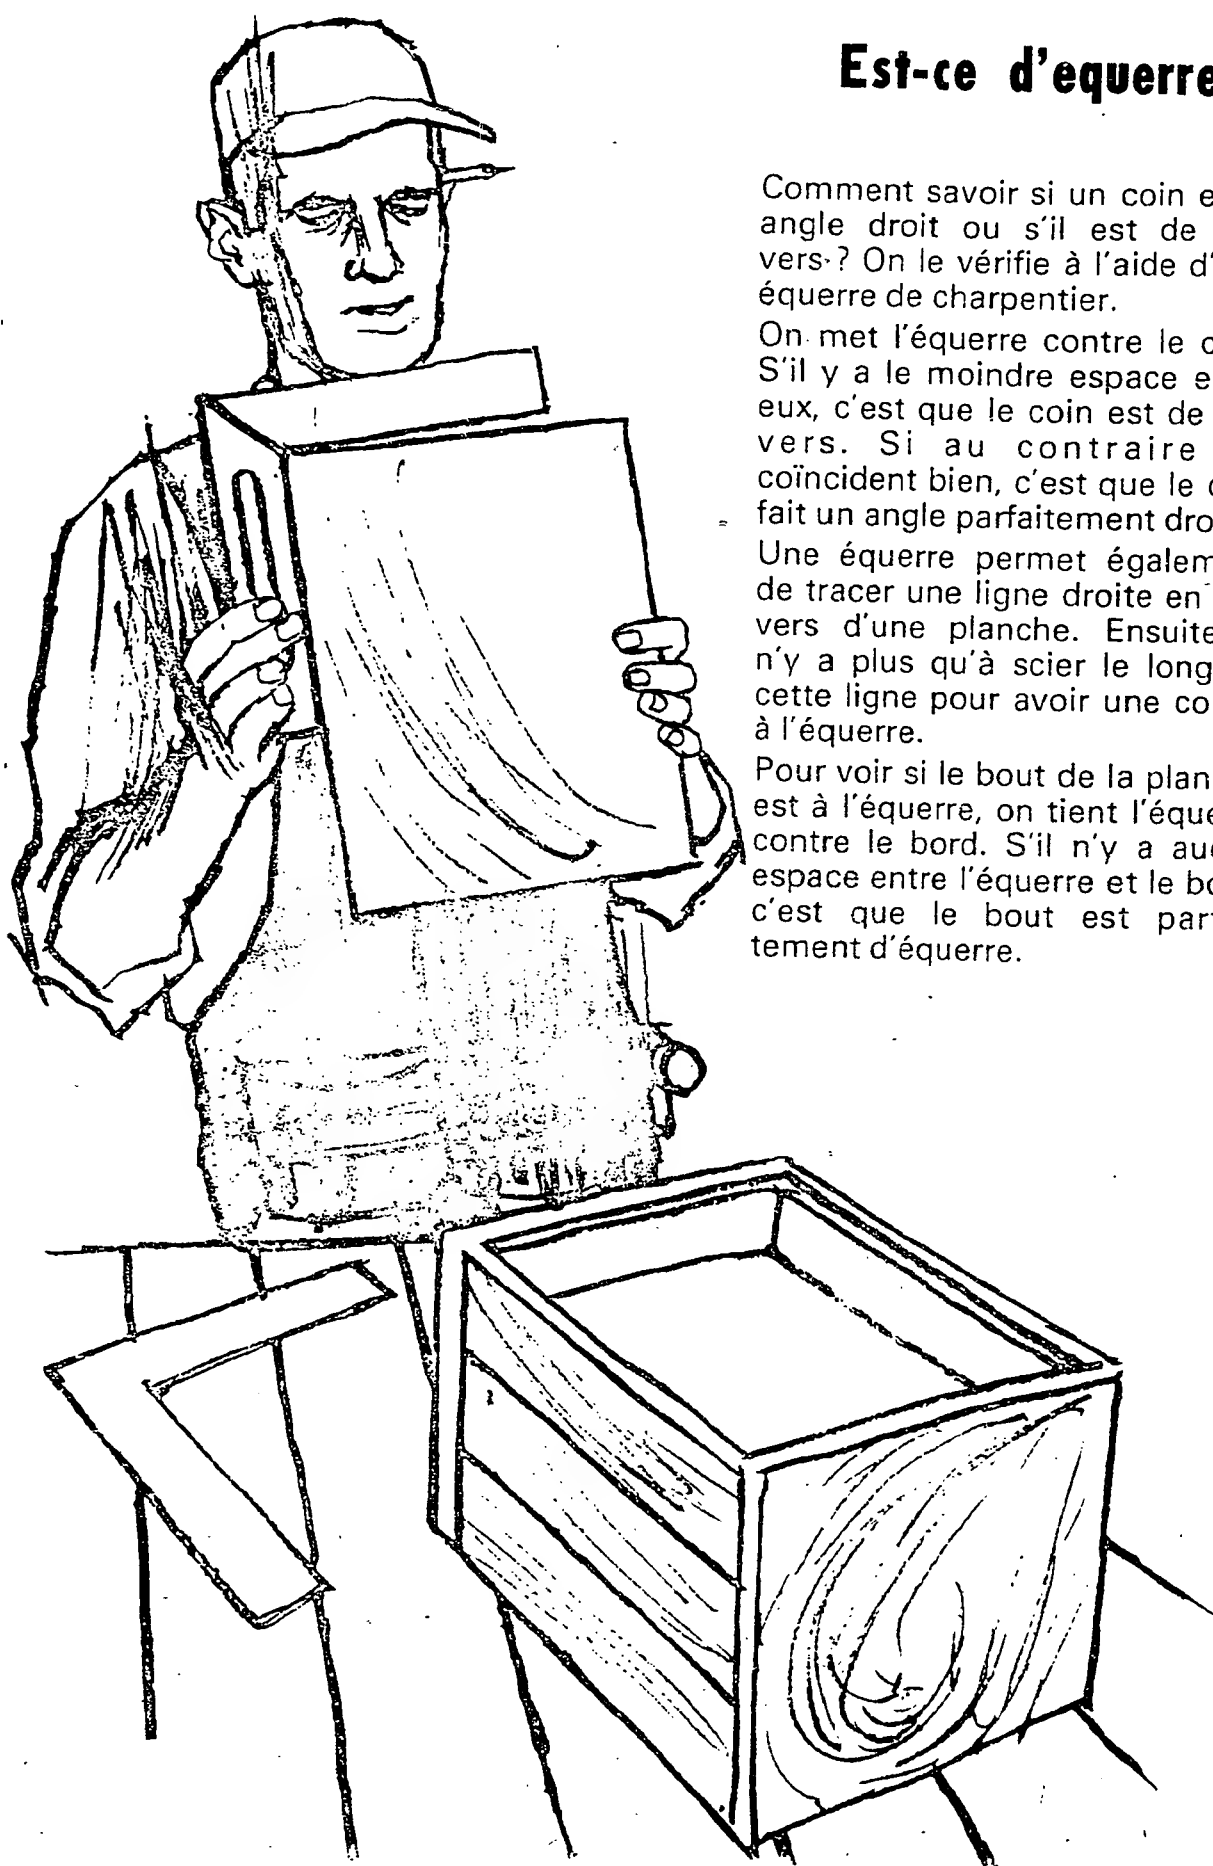 Est-ce d'equerre
Comment savoir si un coin e
angle droit ou s'il est de
vers ? On le vérifie à l'aide d'
équerre de charpentier.
On met l'équerre contre le c
S'il y a le moindre espace e
eux, c'est que le coin est de
vers. Si au contraire
coïncident bien, c'est que le c
fait un angle parfaitement dro
Une équerre permet égalem
de tracer une ligne droite en
vers d'une planche. Ensuite
n'y a plus qu'à scier le long
cette ligne pour avoir une co
à l'équerre.
Pour voir si le bout de la plan
est à l'équerre, on tient l'éque
contre le bord. S'il n'y a au
espace entre l'équerre et le bo
c'est que le bout est parf
tement d'équerre.